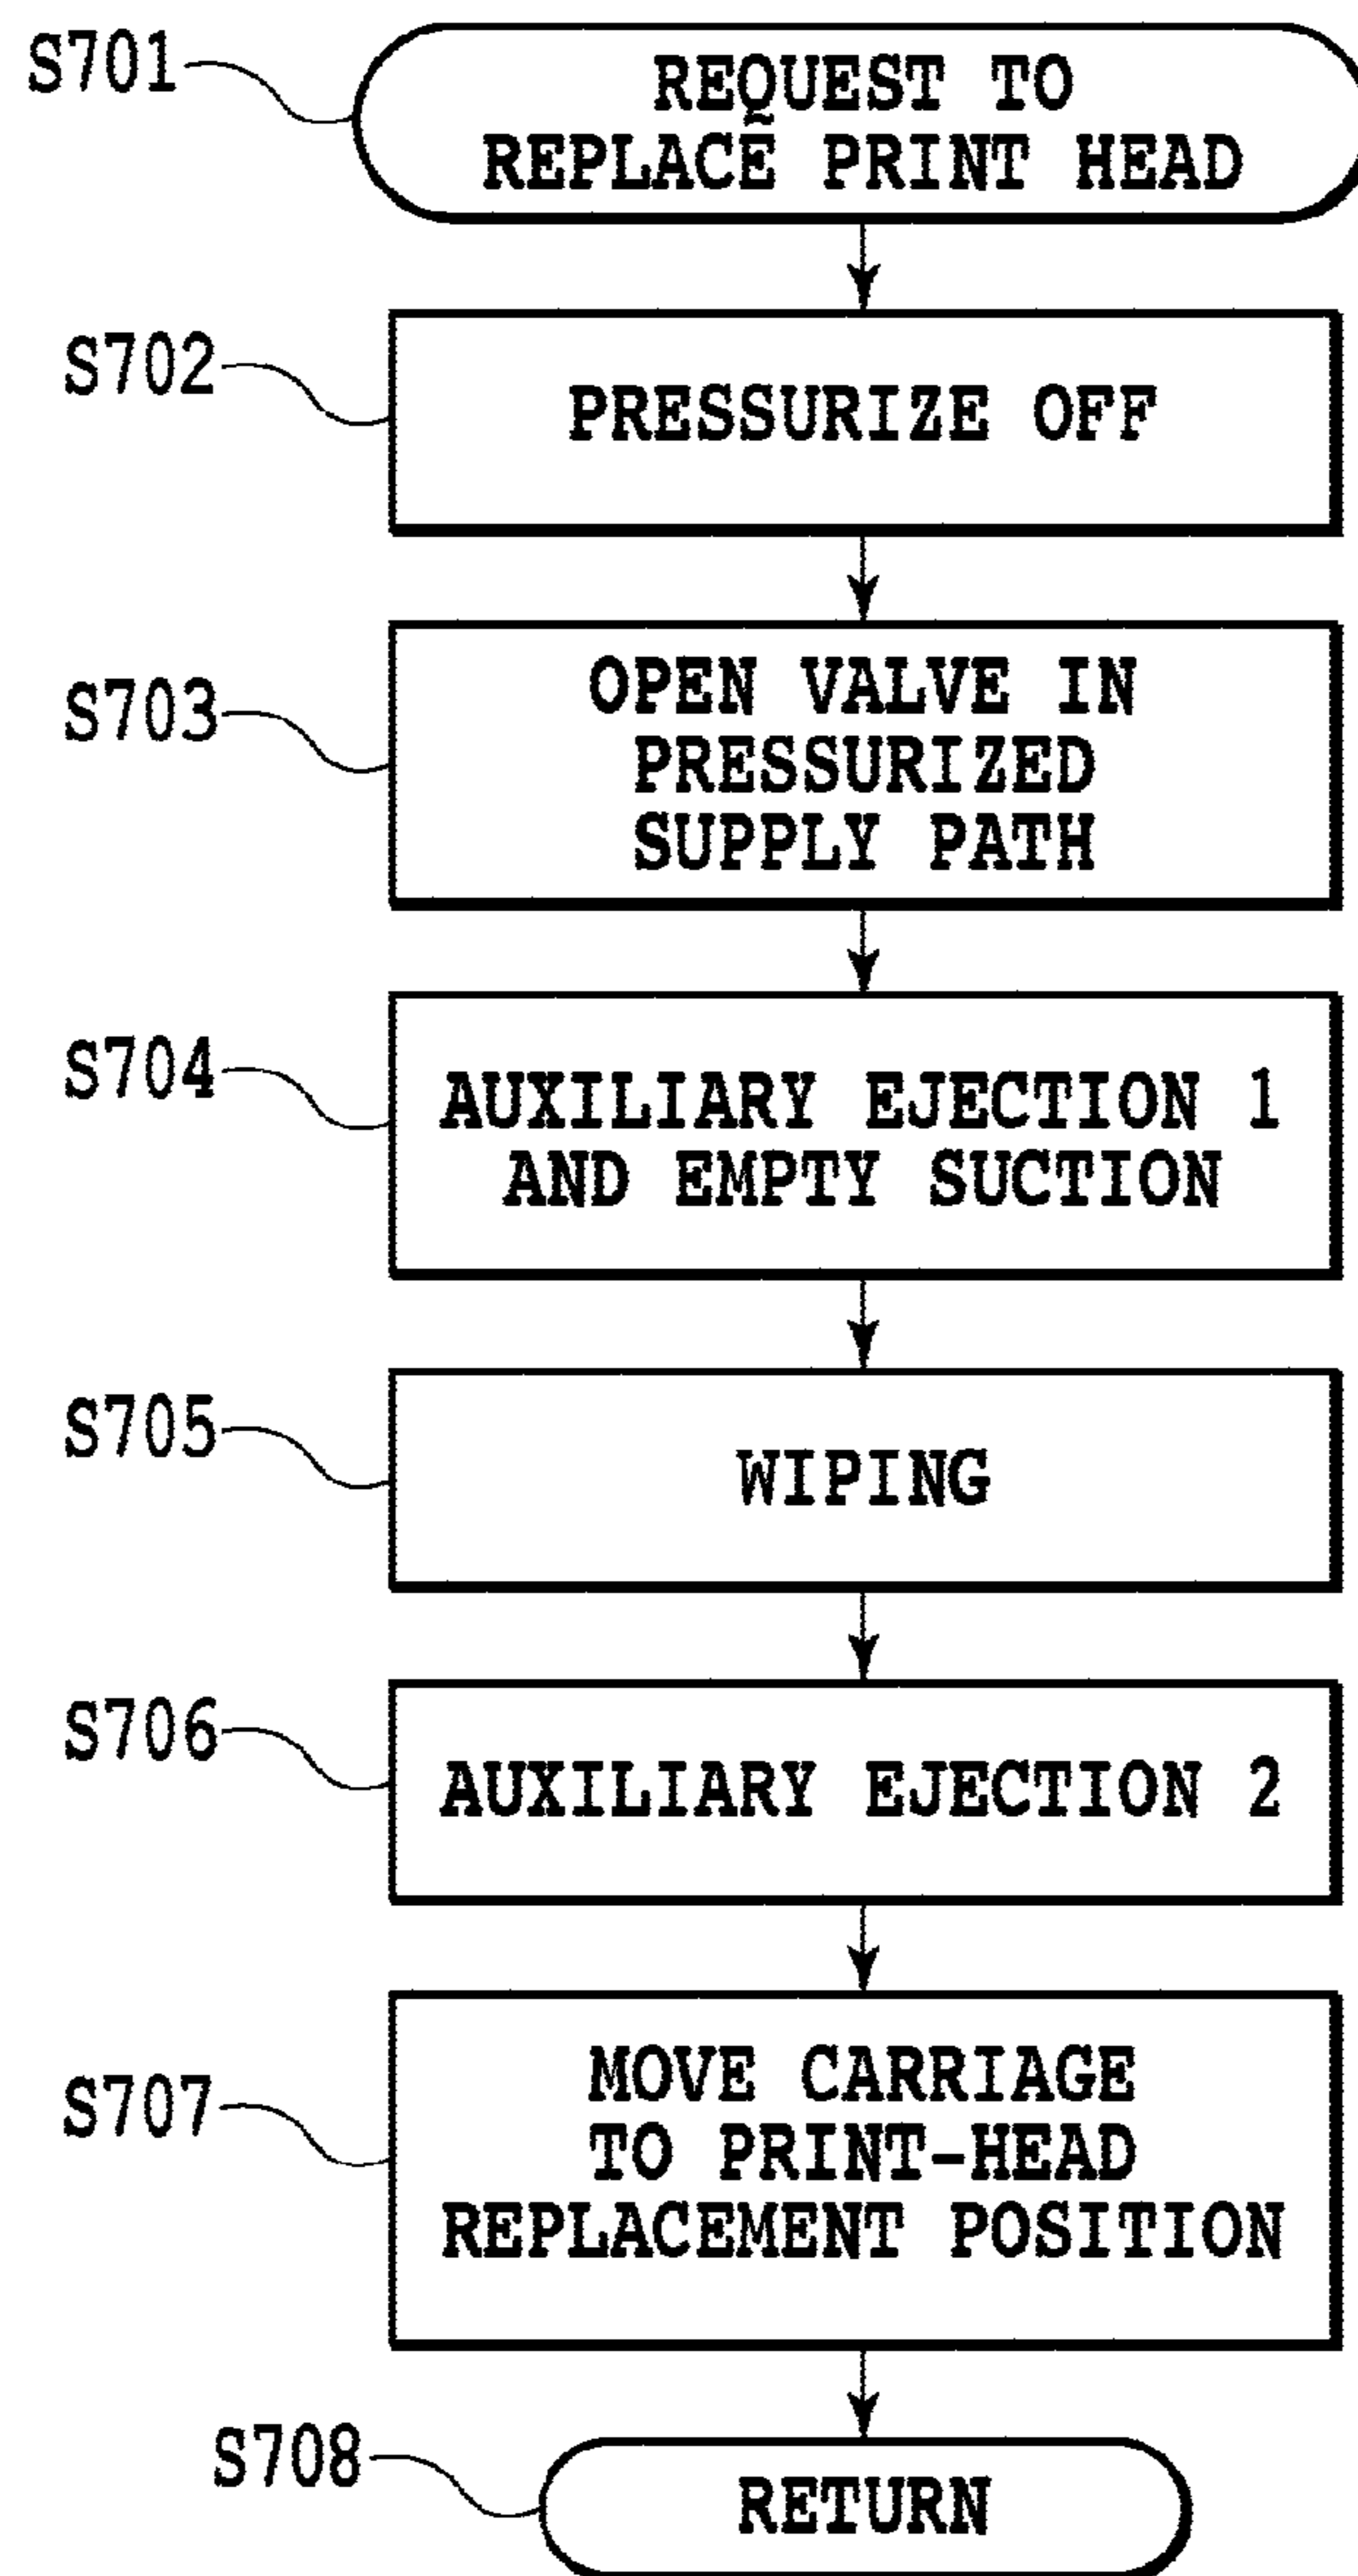 S701
REQUEST TO
REPLACE PRINT HEAD
S702
PRESSURIZE OFF
S703
OPEN VALVE IN
PRESSURIZED
SUPPLY PATH
S704
AUXILIARY EJECTION 1
AND EMPTY SUCTION
S705
WIPING
S706
AUXILIARY EJECTION 2
S707
MOVE CARRIAGE
TO PRINT-HEAD
REPLACEMENT POSITION
S708
RETURN